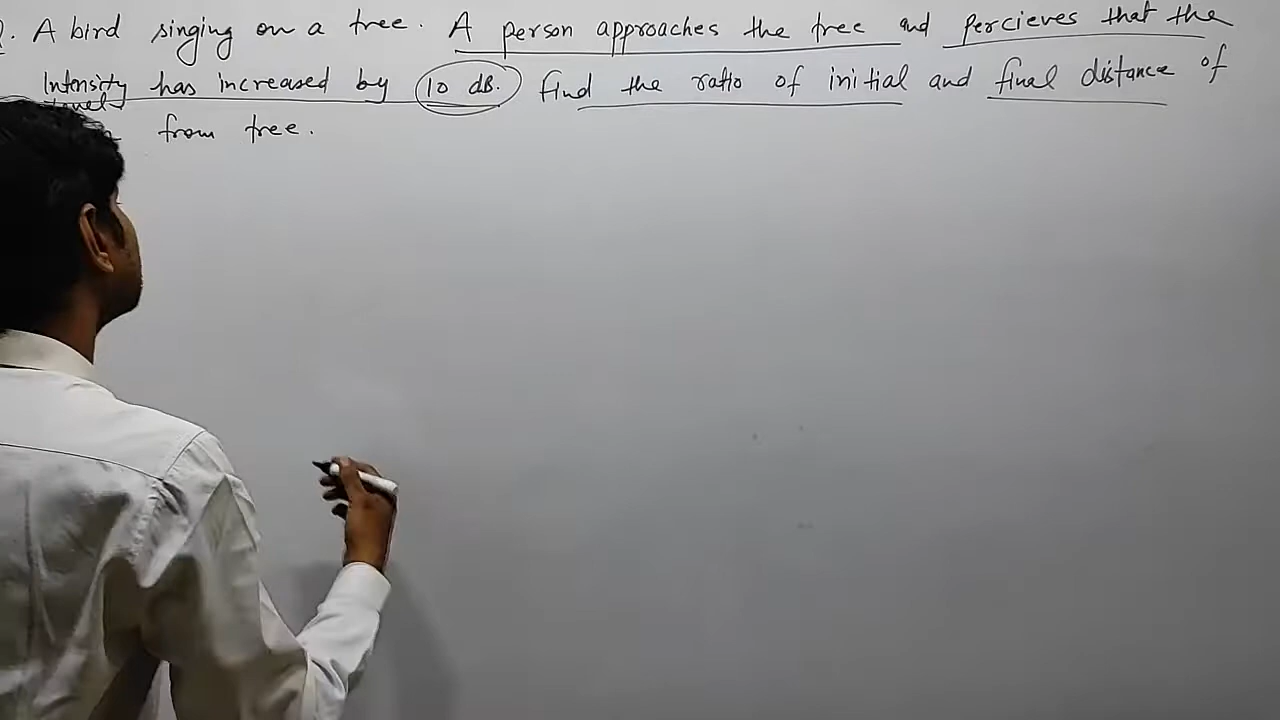 Q. A bird singing on a tree. A person approaches the tree and percieves that the
Intensity has increased by 10 dB. find the ratio of initial and final distance of
level
from tree.